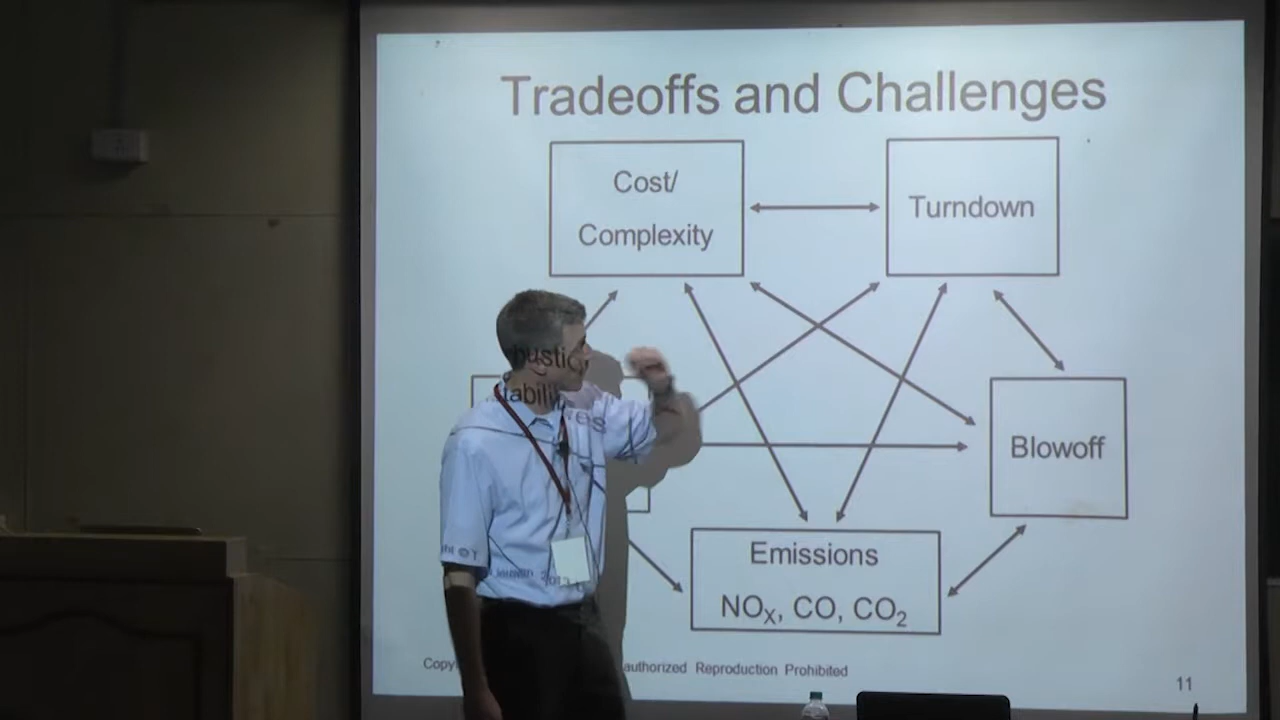 Tradeoffs and Challenges
Cost/
Complexity
Turndown
Blowoff
Emissions
NOX, CO, CO2
authorized Reproduction Prohibited
11